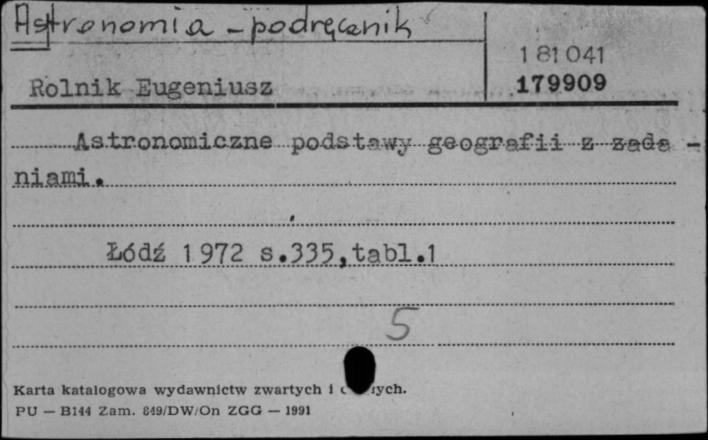 Astronomia - podręcznik
181041
Rolnik Eugeniusz
179909
Astronomiczne podstawy geografii z zada -
niami.
Łódź 1972 s.335,tabl.1
5
Karta katalogowa wydawnictw zwartych i
PU — B144 Zam. 849/DW/On ZGG — 1991